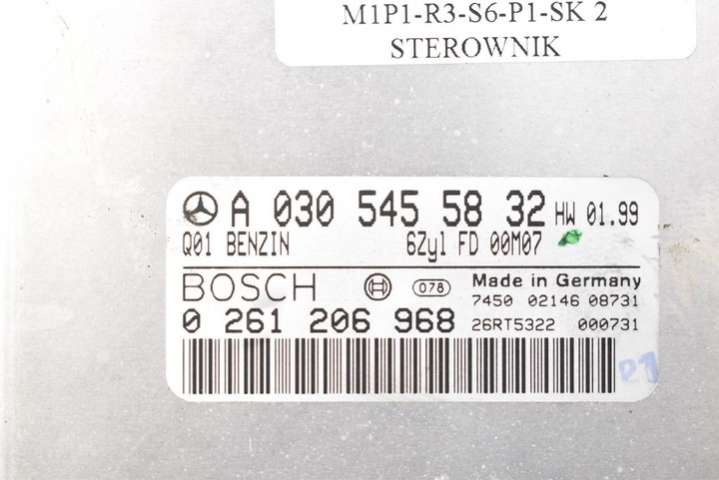 M1P1-R3-S6-P1-SK 2
STEROWNIK
A 030 545 58 32 HW 01.99
Q01 BENZIN 6Zyl FD 00M07
BOSCH 078 Made in Germany
7450 02146 08731
0 261 206 968 26RT5322 000731
P1